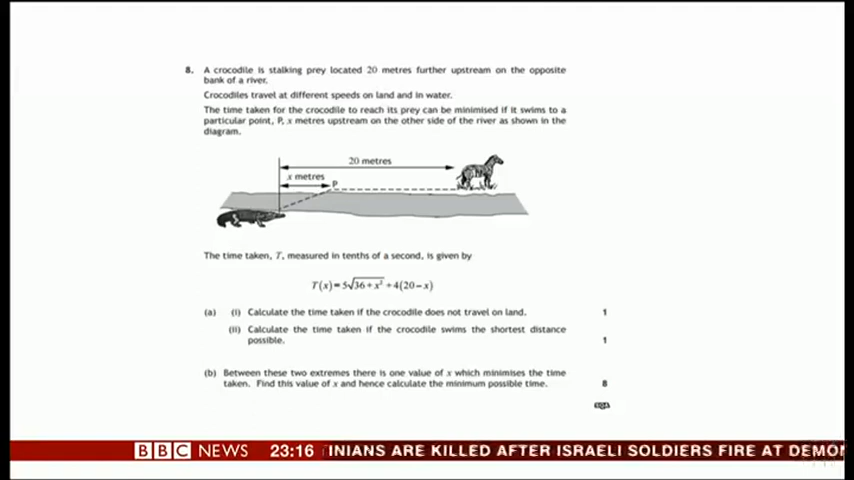 8. A crocodile is stalking prey located 20 metres further upstream on the opposite
bank of a river.
Crocodiles travel at different speeds on land and in water.
The time taken for the crocodile to reach its prey can be minimised if it swims to a
particular point, P, x metres upstream on the other side of the river as shown in the
diagram.
20 metres
x metres
P
The time taken, T, measured in tenths of a second, is given by
T(x)=5√36+x² +4(20−x)
(a) (i) Calculate the time taken if the crocodile does not travel on land. 1
(ii) Calculate the time taken if the crocodile swims the shortest distance
possible. 1
(b) Between these two extremes there is one value of x which minimises the time
taken. Find this value of x and hence calculate the minimum possible time. 8
SQA
BBC NEWS 23:16 TINIANS ARE KILLED AFTER ISRAELI SOLDIERS FIRE AT DEMON